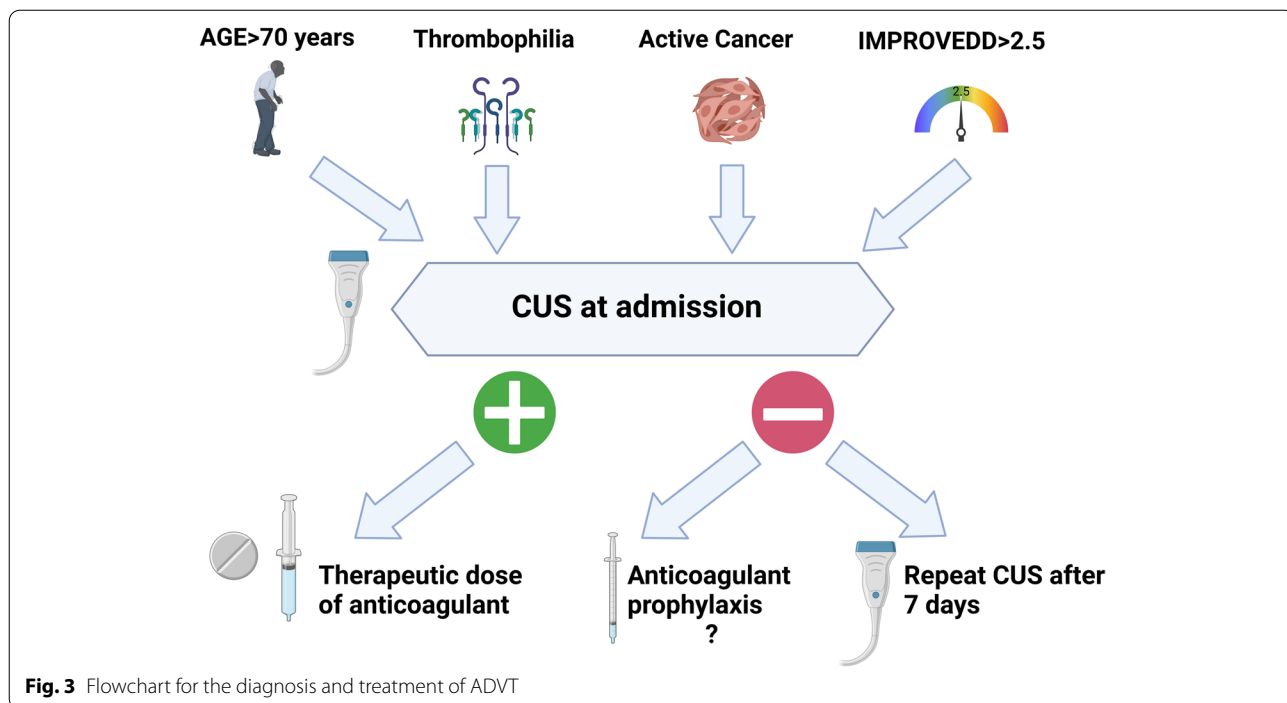 AGE>70 years
Thrombophilia
Active Cancer
IMPROVEDD>2.5
2.5
CUS at admission
Therapeutic dose
of anticoagulant
Anticoagulant
prophylaxis
?
Repeat CUS after
7 days
Fig. 3 Flowchart for the diagnosis and treatment of ADVT